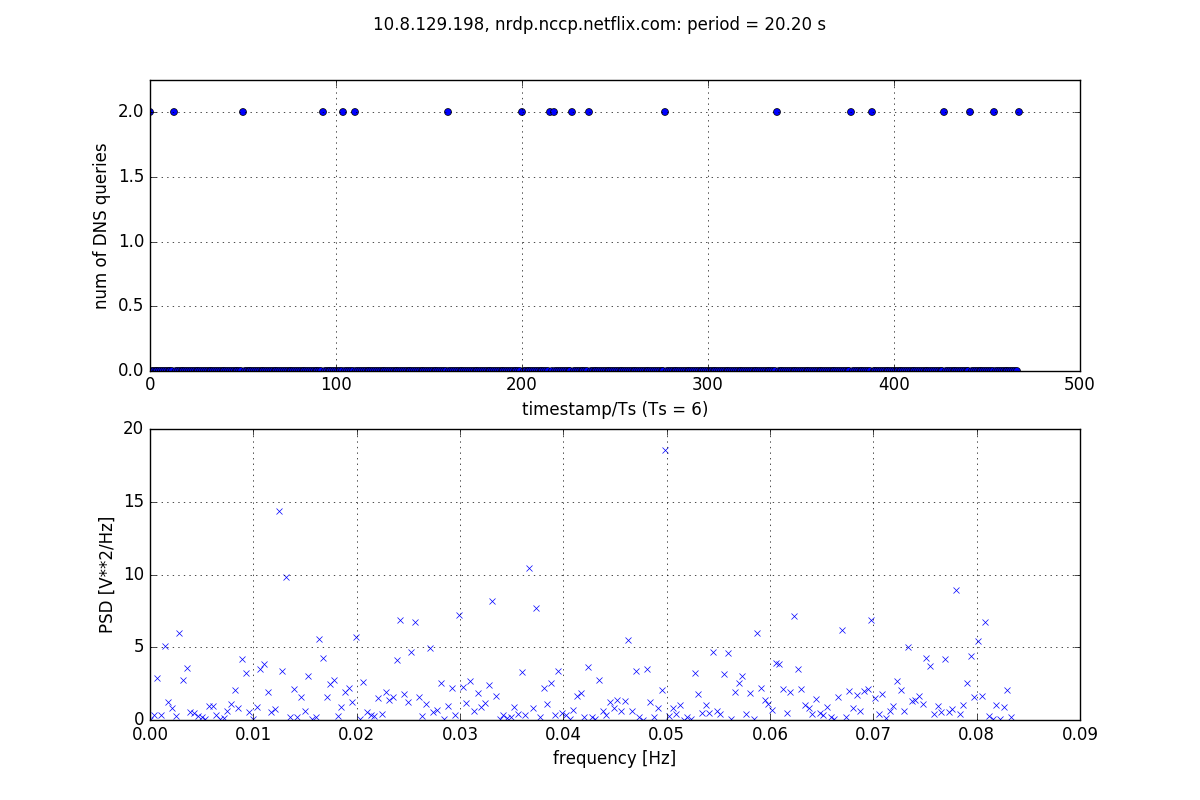 10.8.129.198, nrdp.nccp.netflix.com: period = 20.20 s
2.0
1.5
1.0
0.5
0.0
num of DNS queries
0 100 200 300 400 500
timestamp/Ts (Ts = 6)
20
15
10
5
0
PSD [V**2/Hz]
0.00 0.01 0.02 0.03 0.04 0.05 0.06 0.07 0.08 0.09
frequency [Hz]